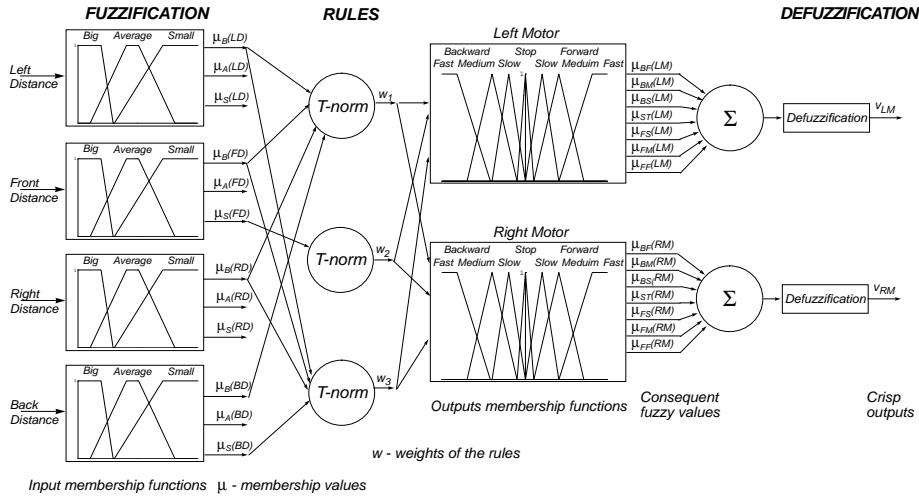 FUZZIFICATION RULES DEFUZZIFICATION
Left Motor
Big Average Small
μB(LD)
Left
Distance
μA(LD)
μS(LD)
Big Average Small
μB(FD)
Front
Distance
μA(FD)
μS(FD)
Big Average Small
μB(RD)
Right
Distance
μA(RD)
μS(RD)
Big Average Small
μB(BD)
Back
Distance
μA(BD)
μS(BD)
T-norm
w1
T-norm
w2
T-norm
w3
Backward Stop Forward
Fast Medium Slow Slow Meduim Fast
1
μBF(LM)
μBM(LM)
μBS(LM)
μST(LM)
μFS(LM)
μFM(LM)
μFF(LM)
Σ
Defuzzification
vLM
Right Motor
Backward Stop Forward
Fast Medium Slow Slow Meduim Fast
1
μBF(RM)
μBM(RM)
μBS(RM)
μST(RM)
μFS(RM)
μFM(RM)
μFF(RM)
Σ
Defuzzification
vRM
Outputs membership functions
Consequent
fuzzy values
Crisp
outputs
w - weights of the rules
Input membership functions μ - membership values